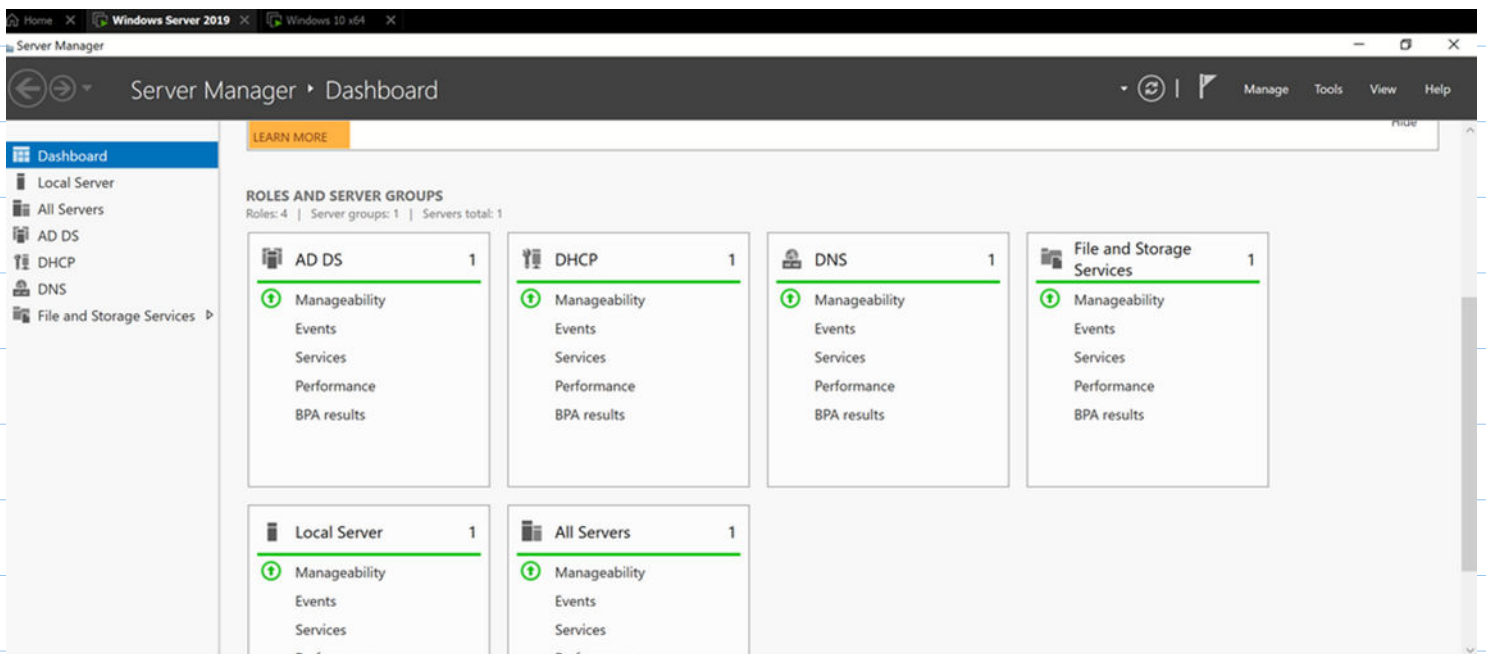 Home Windows Server 2019 Windows 10 x64
Server Manager
Server Manager Dashboard
Manage Tools View Help
Dashboard
Local Server
All Servers
AD DS
DHCP
DNS
File and Storage Services
LEARN MORE
Hide
ROLES AND SERVER GROUPS
Roles: 4 | Server groups: 1 | Servers total: 1
AD DS 1
Manageability
Events
Services
Performance
BPA results
DHCP 1
Manageability
Events
Services
Performance
BPA results
DNS 1
Manageability
Events
Services
Performance
BPA results
File and Storage
Services 1
Manageability
Events
Services
Performance
BPA results
Local Server 1
Manageability
Events
Services
All Servers 1
Manageability
Events
Services